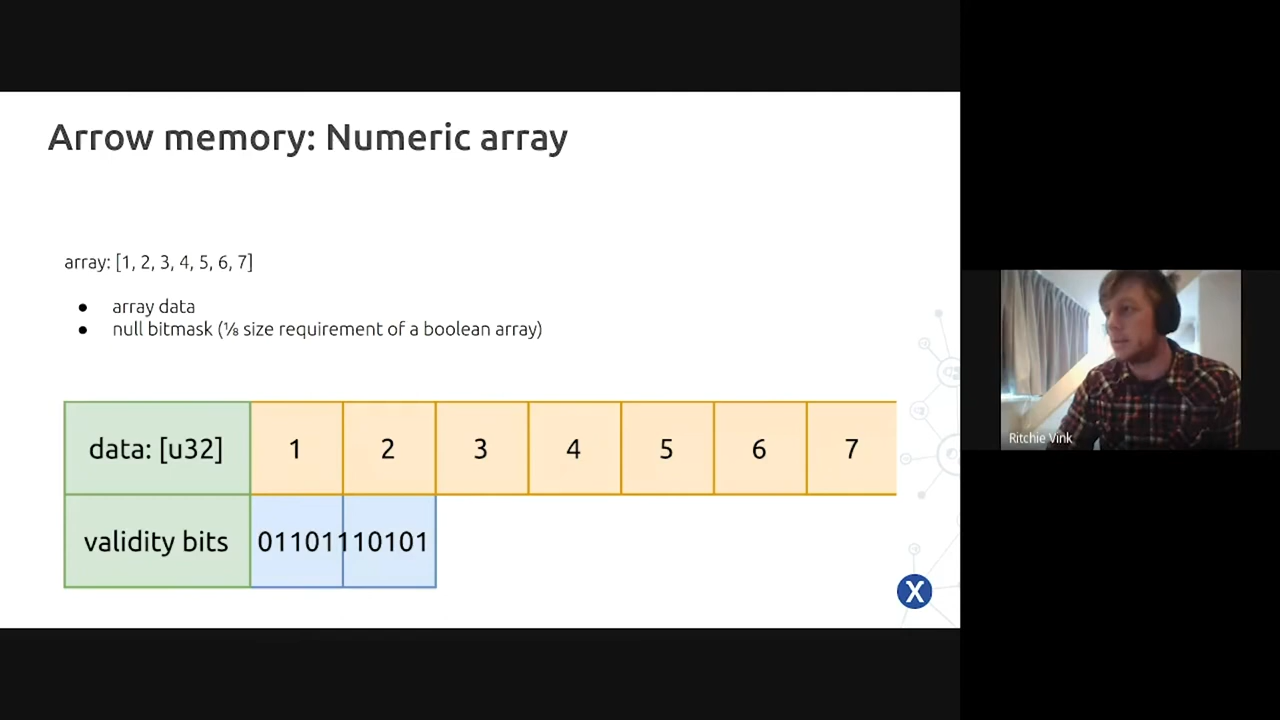 Arrow memory: Numeric array
array: [1, 2, 3, 4, 5, 6, 7]
● array data
● null bitmask (⅛ size requirement of a boolean array)
data: [u32] 1 2 3 4 5 6 7
validity bits 01101110101
X
Ritchie Vink